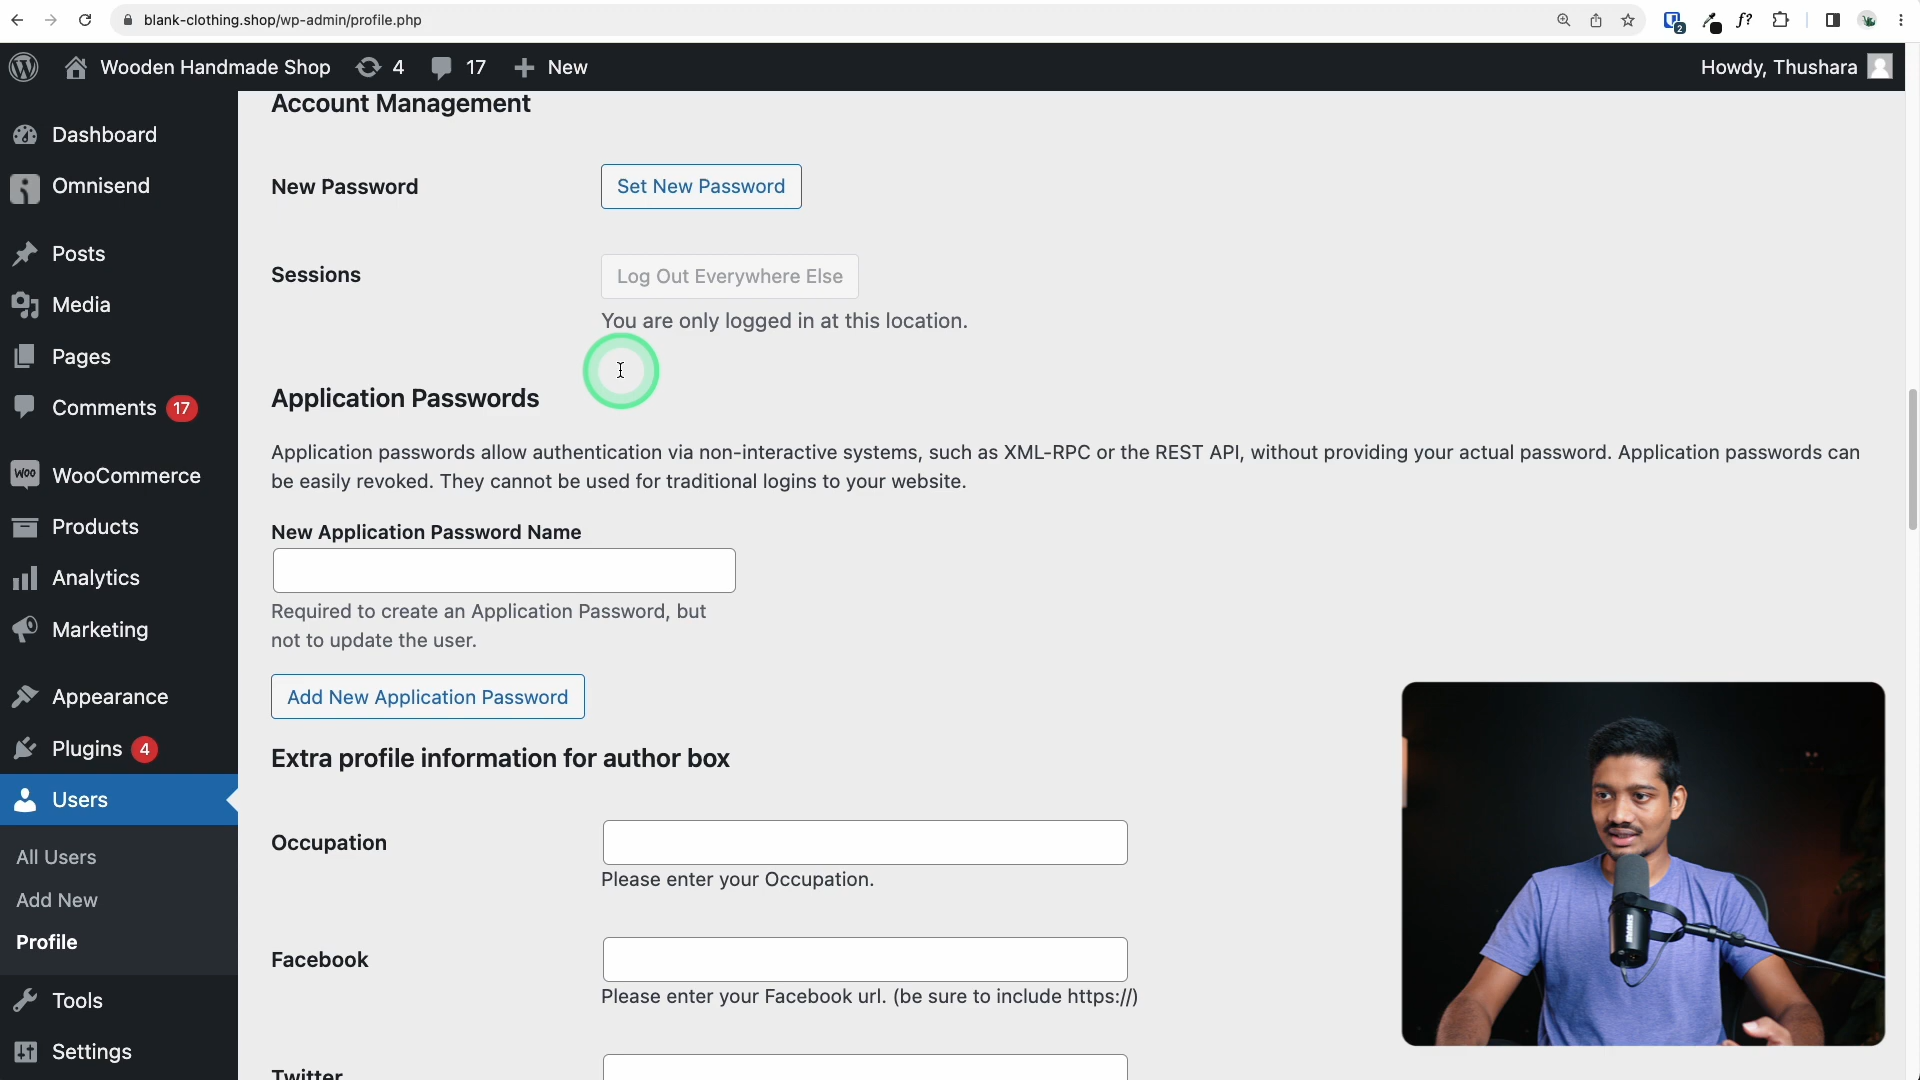 blank-clothing.shop/wp-admin/profile.php
2
f?
Wooden Handmade Shop
4
17
New
Howdy, Thushara
Dashboard
Omnisend
Posts
Media
Pages
Comments 17
WooCommerce
Products
Analytics
Marketing
Appearance
Plugins 4
Users
All Users
Add New
Profile
Tools
Settings
Account Management
New Password
Set New Password
Sessions
Log Out Everywhere Else
You are only logged in at this location.
Application Passwords
Application passwords allow authentication via non-interactive systems, such as XML-RPC or the REST API, without providing your actual password. Application passwords can
be easily revoked. They cannot be used for traditional logins to your website.
New Application Password Name
Required to create an Application Password, but
not to update the user.
Add New Application Password
Extra profile information for author box
Occupation
Please enter your Occupation.
Facebook
Please enter your Facebook url. (be sure to include https://)
Twitter